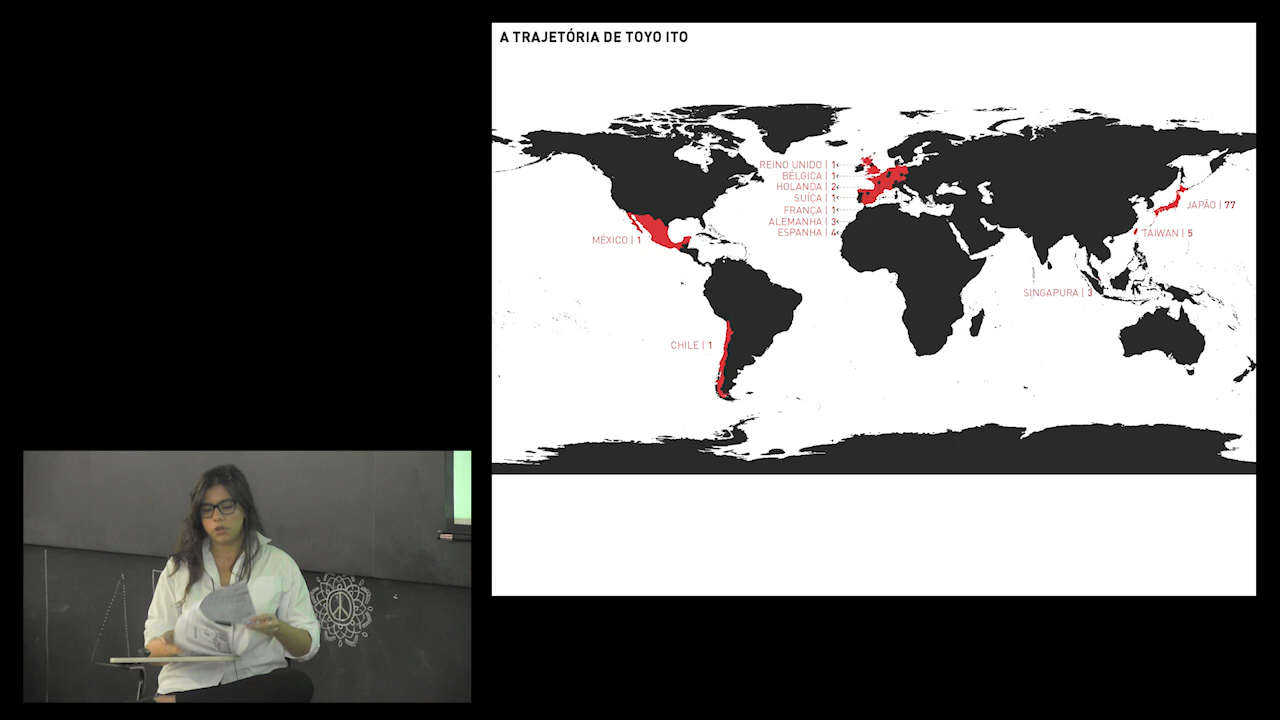 A TRAJETÓRIA DE TOYO ITO
REINO UNIDO | 1
BÉLGICA | 1
HOLANDA | 2
SUÍÇA | 1
FRANÇA | 1
ALEMANHA | 3
ESPANHA | 4
JAPÃO | 77
TAIWAN | 5
MÉXICO | 1
SINGAPURA | 3
CHILE | 1